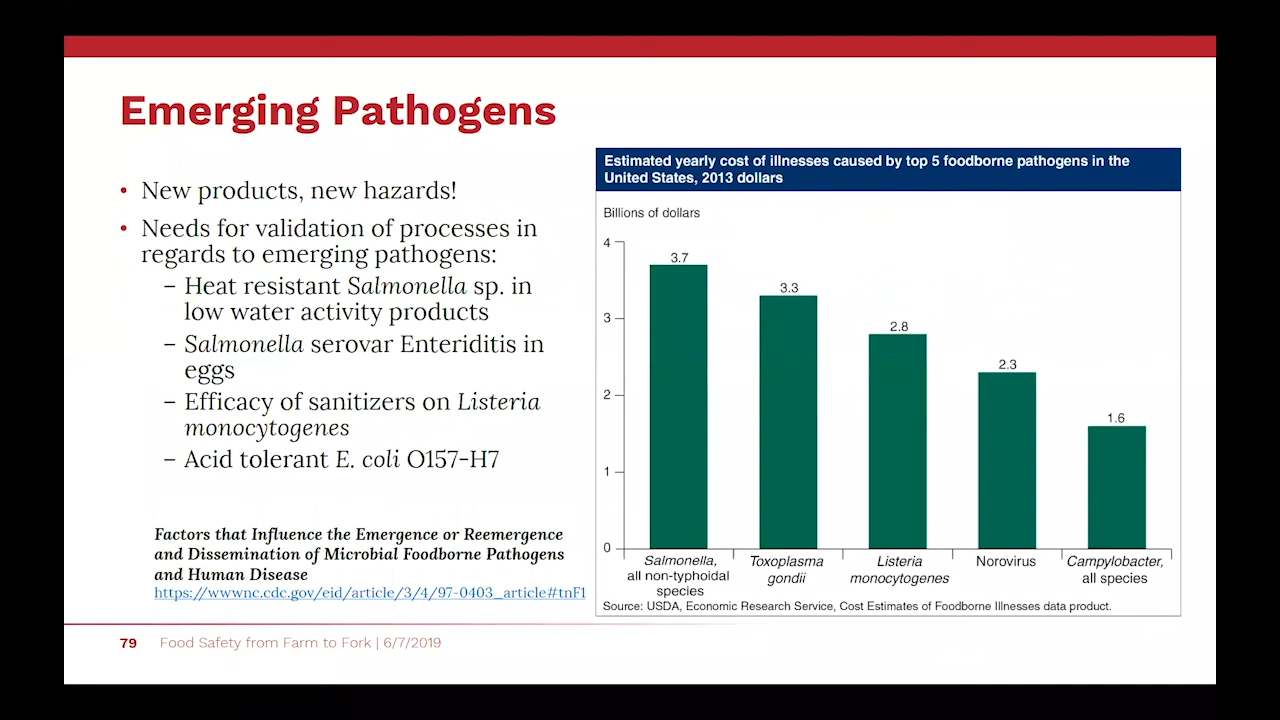 Emerging Pathogens
• New products, new hazards!
• Needs for validation of processes in
regards to emerging pathogens:
– Heat resistant Salmonella sp. in
low water activity products
– Salmonella serovar Enteriditis in
eggs
– Efficacy of sanitizers on Listeria
monocytogenes
– Acid tolerant E. coli O157-H7
Factors that Influence the Emergence or Reemergence
and Dissemination of Microbial Foodborne Pathogens
and Human Disease
https://wwwnc.cdc.gov/eid/article/3/4/97-0403_article#tnF1
Estimated yearly cost of illnesses caused by top 5 foodborne pathogens in the
United States, 2013 dollars
Billions of dollars
4
3
2
1
0
3.7
3.3
2.8
2.3
1.6
Salmonella,
all non-typhoidal
species
Toxoplasma
gondii
Listeria
monocytogenes
Norovirus
Campylobacter,
all species
Source: USDA, Economic Research Service, Cost Estimates of Foodborne Illnesses data product.
79 Food Safety from Farm to Fork | 6/7/2019